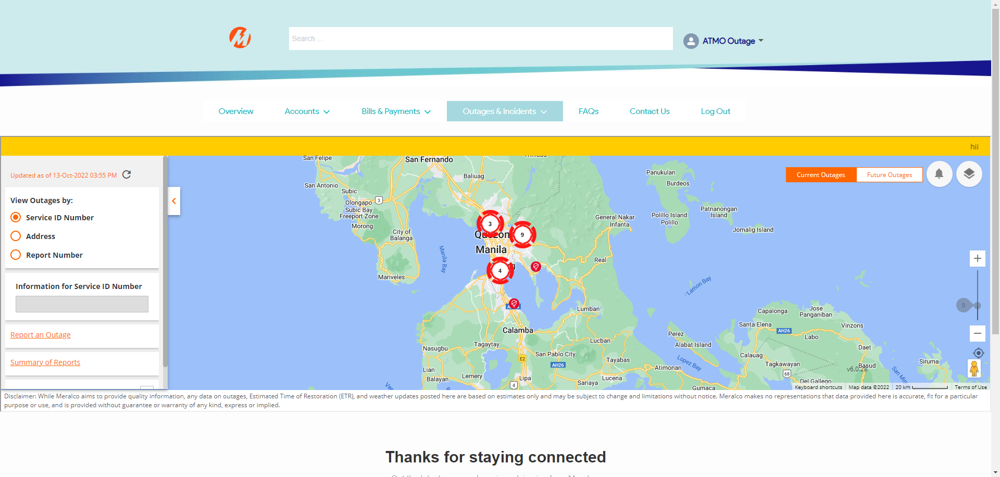 Search ...
ATMO Outage
Overview
Accounts
Bills & Payments
Outages & Incidents
FAQs
Contact Us
Log Out
hii
Updated as of 13-Oct-2022 03:55 PM
View Outages by:
Service ID Number
Address
Report Number
Information for Service ID Number
Report an Outage
Summary of Reports
Current Outages
Future Outages
San Felipe
San Fernando
Baliuag
San Antonio
Subic
Olongapo
3
Subic Bay
Freeport Zone
Morong
City of
Balanga
Mariveles
Manila Bay
3
9
Manila
4
Panukulan
Burdeos
General Nakar
Infanta
Polillo Island
Polillo
Patnanongan
Island
Jomalig Island
Real
Lamon Bay
Lumban
Calamba
Nasugbu
Tagaytay
Lucban
San Pablo City
E2
AH26
Tayabas
Lian
Balayan
Lemery
Lipa
4
Sariaya
Lucena
Atimonan
Gumaca
Perez
Alabat Island
Lopez Bay
Capalonga
Jose
Panganiban
Santa Elena
AH26
Vinzons
Labo
Daet
Calauag
Tagkawayan
68
Basud
Del Gallego
Siruma
v6.0.28
9
Keyboard shortcuts
Map data ©2022
20 km
Terms of Use
Disclaimer: While Meralco aims to provide quality information, any data on outages, Estimated Time of Restoration (ETR), and weather updates posted here are based on estimates only and may be subject to change and limitations without notice. Meralco makes no representations that data provided here is accurate, fit for a particular
purpose or use, and is provided without guarantee or warranty of any kind, express or implied.
Thanks for staying connected